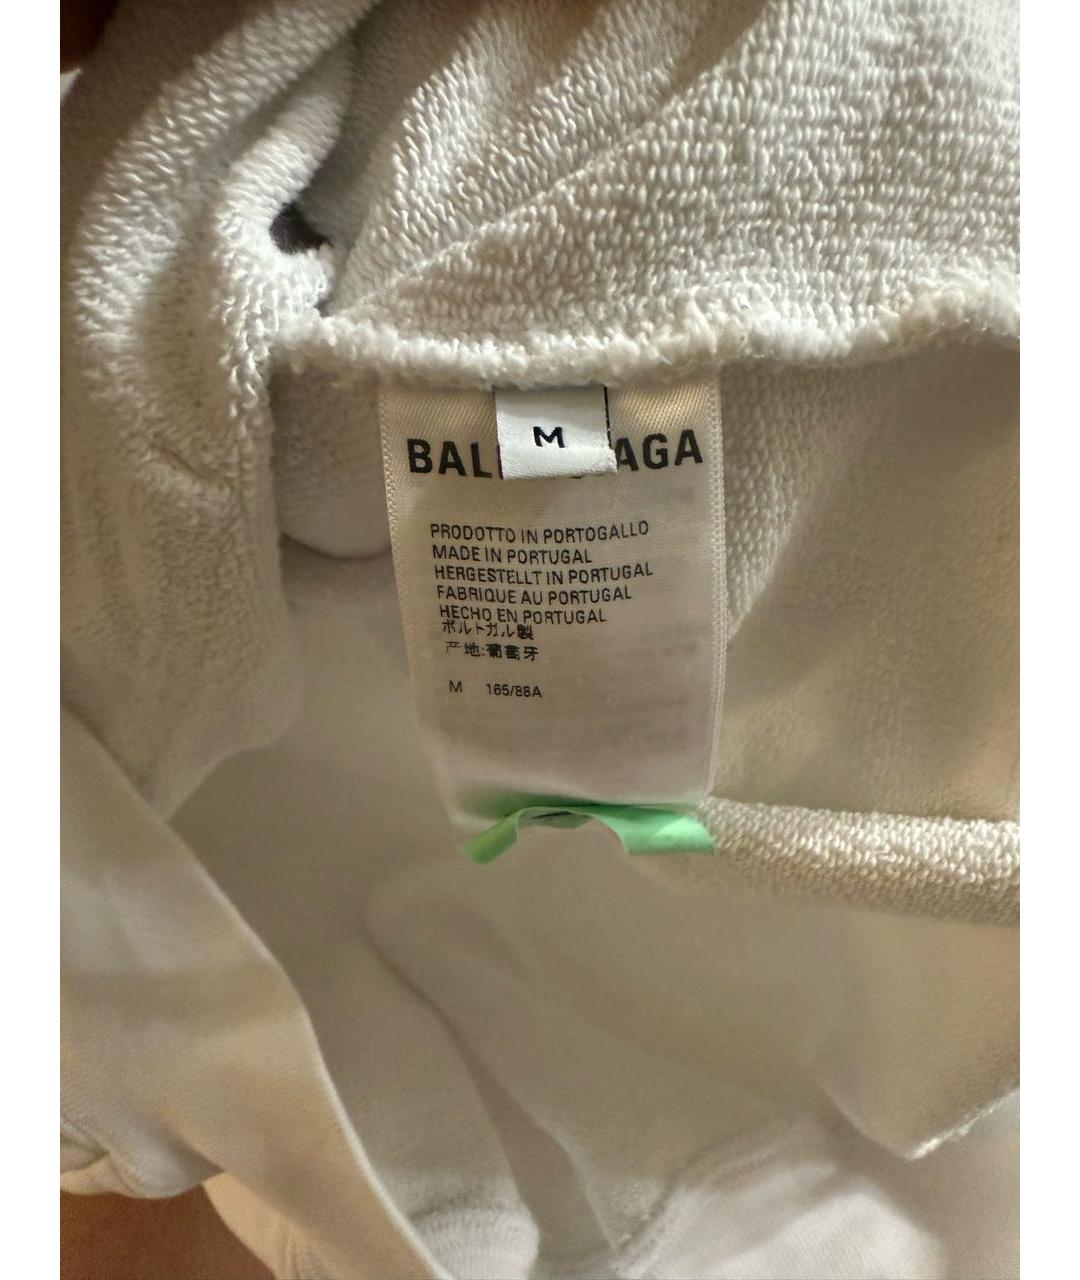 M
BAL AGA
PRODOTTO IN PORTOGALLO
MADE IN PORTUGAL
HERGESTELLT IN PORTUGAL
FABRIQUE AU PORTUGAL
HECHO EN PORTUGAL
ポルトガル製
产地:葡萄牙
M 165/88A